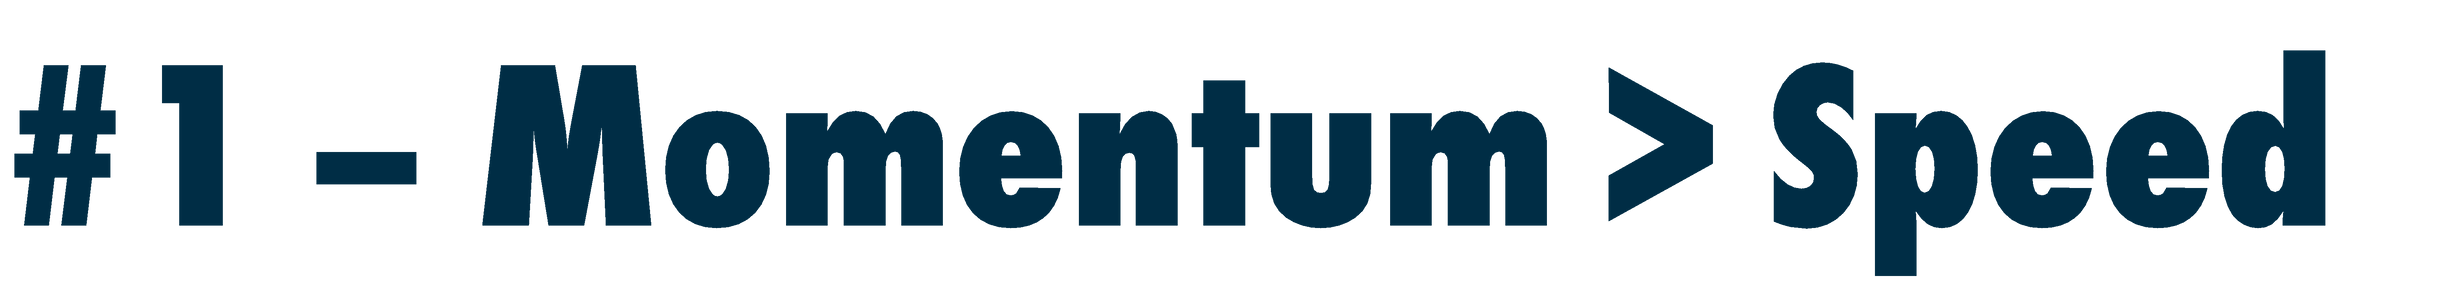 #1 – Momentum > Speed